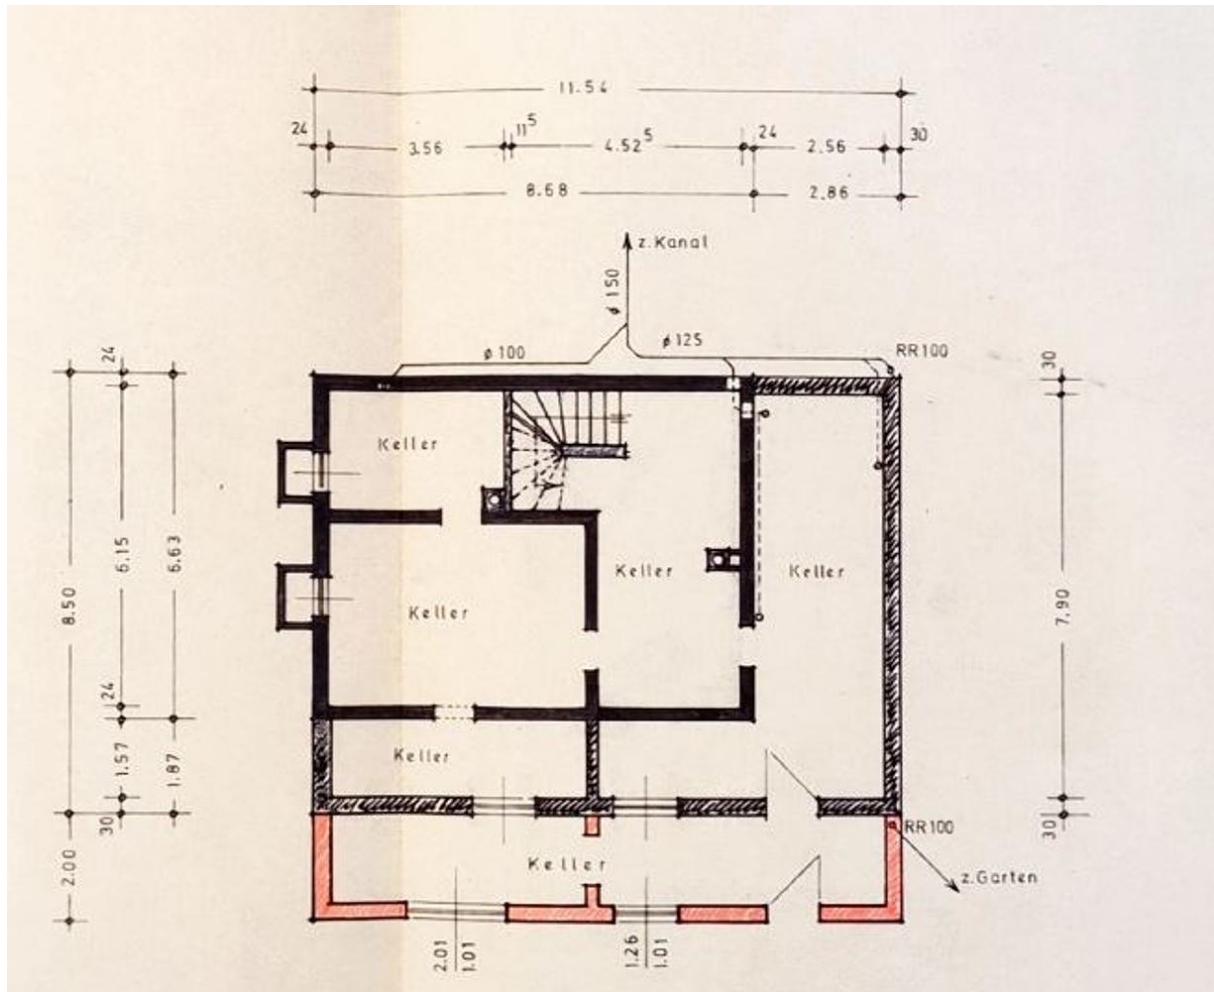 11.54
24
3.56
11⁵
4.52⁵
24
2.56
30
8.68
2.86
z.Kanal
ø 150
ø 100
ø 125
RR100
24
30
Keller
8.50
6.15
6.63
Keller
Keller
Keller
7.90
24
Keller
1.57
1.87
30
30
RR100
2.00
Keller
z.Garten
2.01
1.01
1.26
1.01